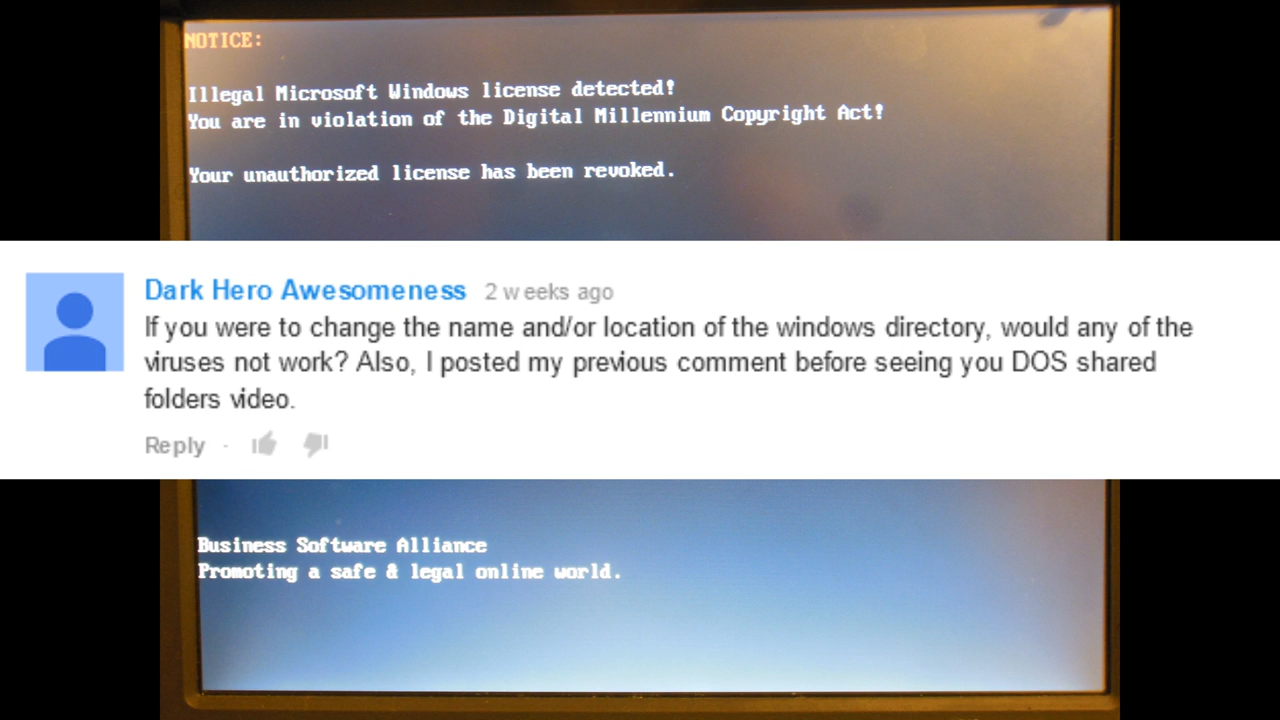 NOTICE:
Illegal Microsoft Windows license detected!
You are in violation of the Digital Millennium Copyright Act!
Your unauthorized license has been revoked.
Dark Hero Awesomeness 2 weeks ago
If you were to change the name and/or location of the windows directory, would any of the
viruses not work? Also, I posted my previous comment before seeing you DOS shared
folders video.
Reply ·
Business Software Alliance
Promoting a safe & legal online world.